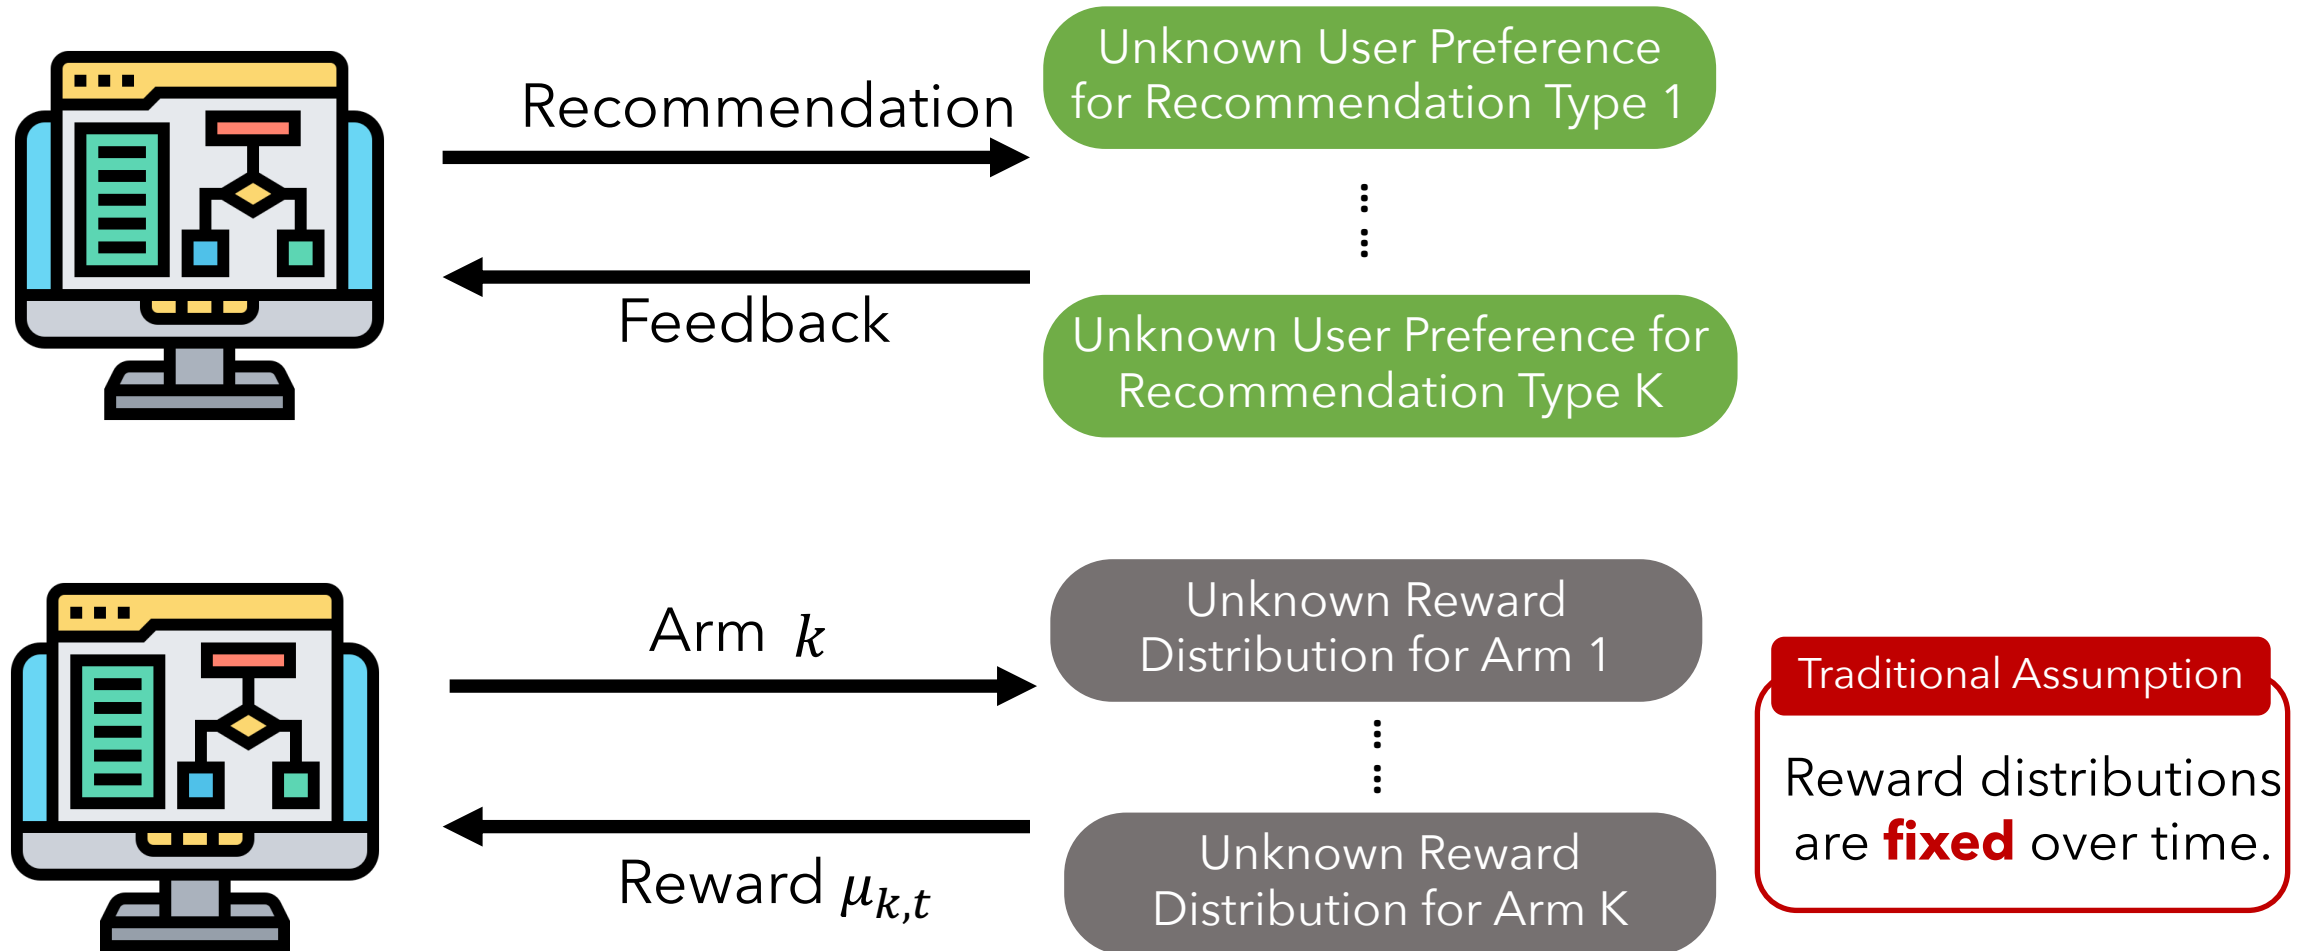 Recommendation
Feedback
Unknown User Preference
for Recommendation Type 1
Unknown User Preference for
Recommendation Type K
Arm k
Reward μk,t
Unknown Reward
Distribution for Arm 1
Unknown Reward
Distribution for Arm K
Traditional Assumption
Reward distributions
are fixed over time.